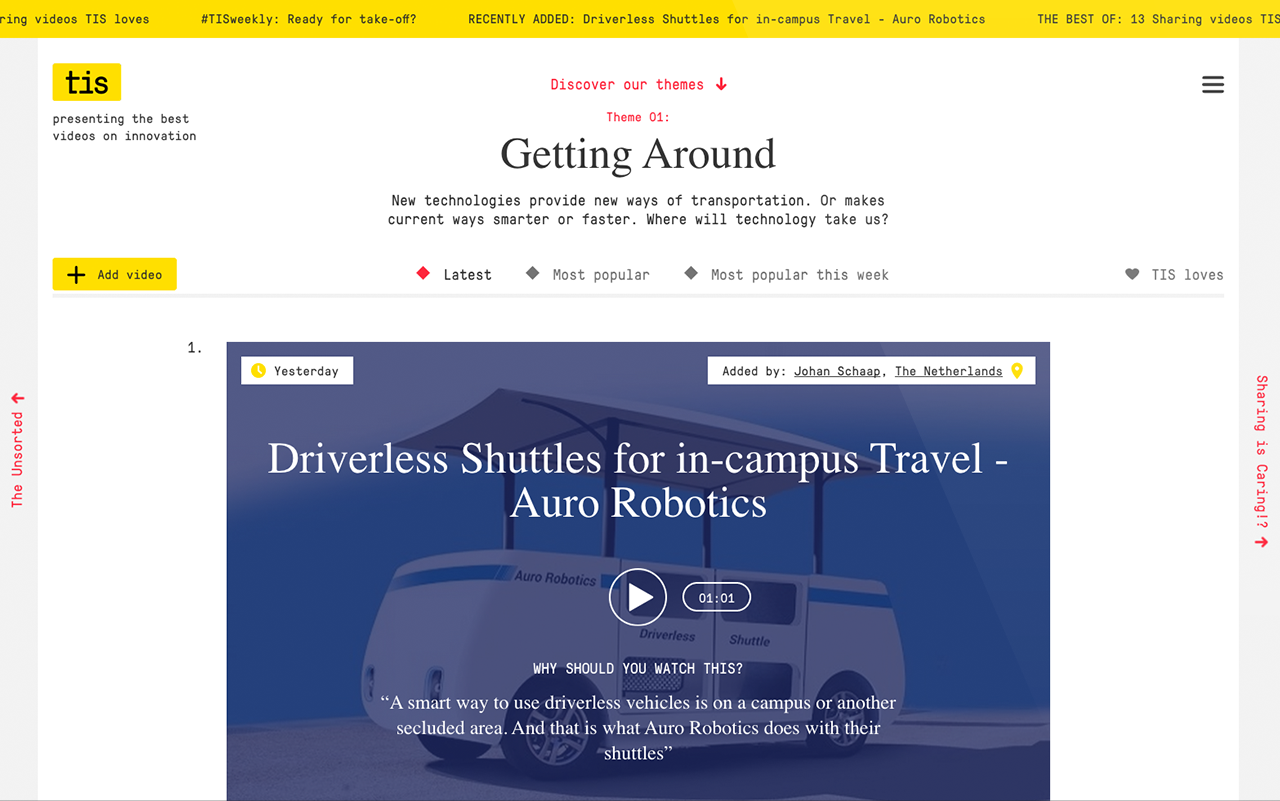 ring videos TIS loves #TISweekly: Ready for take-off? RECENTLY ADDED: Driverless Shuttles for in-campus Travel - Auro Robotics THE BEST OF: 13 Sharing videos TIS
tis
presenting the best
videos on innovation
Discover our themes
Theme 01:
Getting Around
New technologies provide new ways of transportation. Or makes
current ways smarter or faster. Where will technology take us?
Add video
Latest
Most popular
Most popular this week
TIS loves
The Unsorted
Sharing is Caring!?
1.
Yesterday
Added by: Johan Schaap, The Netherlands
Driverless Shuttles for in-campus Travel -
Auro Robotics
Auro Robotics
01:01
Driverless Shuttle
WHY SHOULD YOU WATCH THIS?
“A smart way to use driverless vehicles is on a campus or another
secluded area. And that is what Auro Robotics does with their
shuttles”